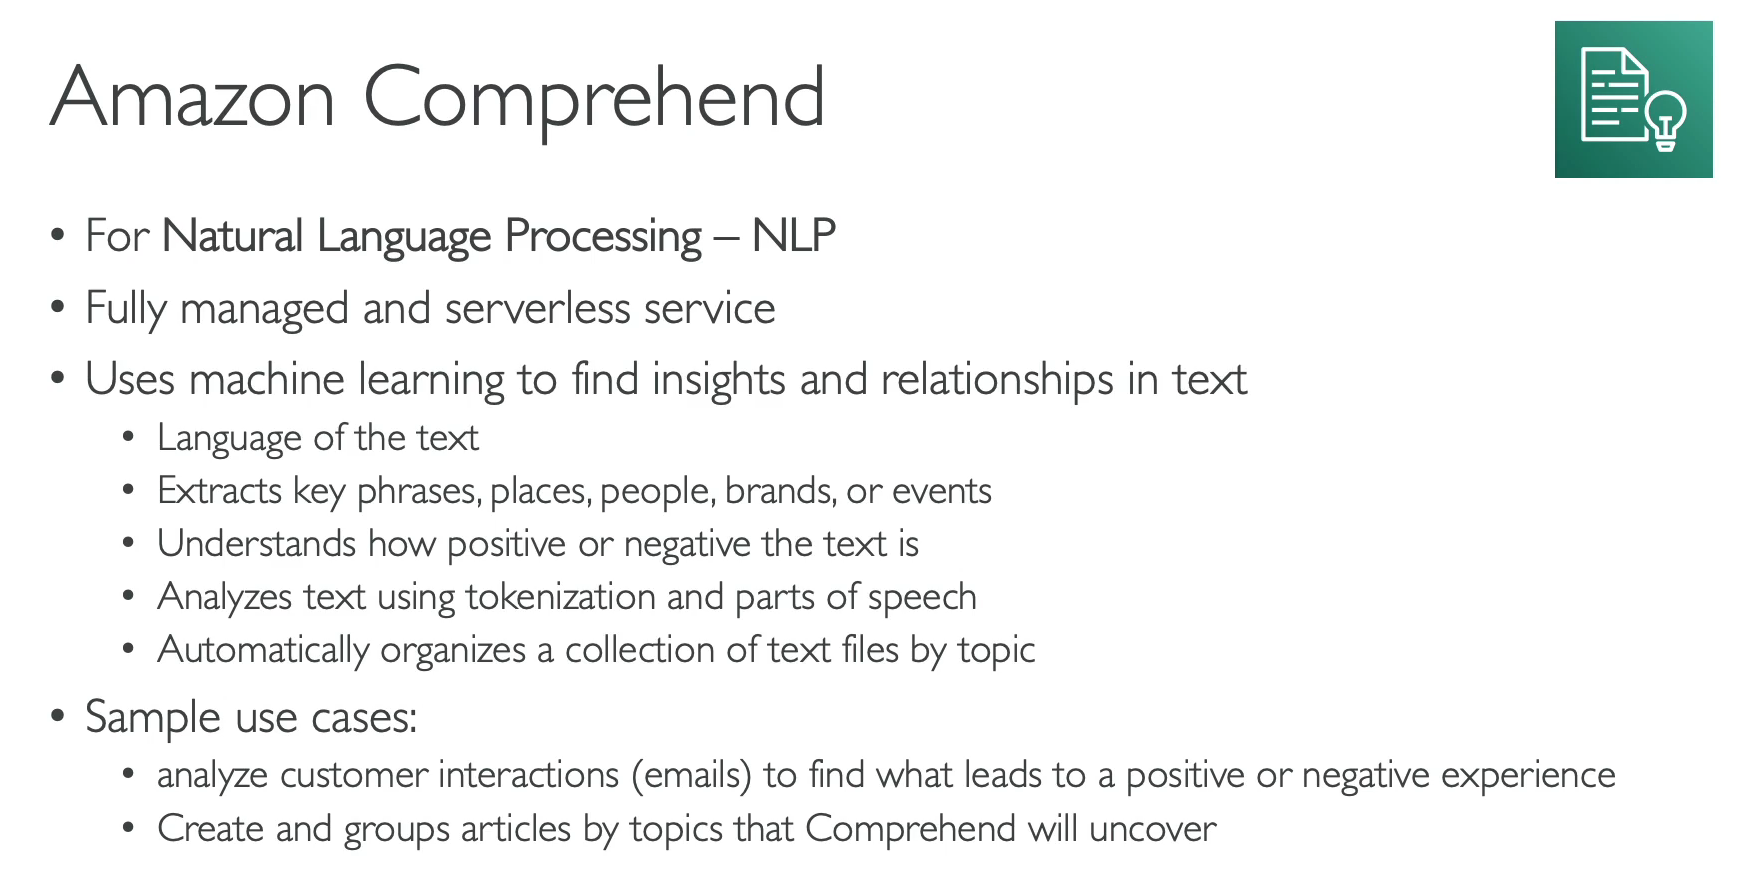 Amazon Comprehend
• For Natural Language Processing – NLP
• Fully managed and serverless service
• Uses machine learning to find insights and relationships in text
• Language of the text
• Extracts key phrases, places, people, brands, or events
• Understands how positive or negative the text is
• Analyzes text using tokenization and parts of speech
• Automatically organizes a collection of text files by topic
• Sample use cases:
• analyze customer interactions (emails) to find what leads to a positive or negative experience
• Create and groups articles by topics that Comprehend will uncover